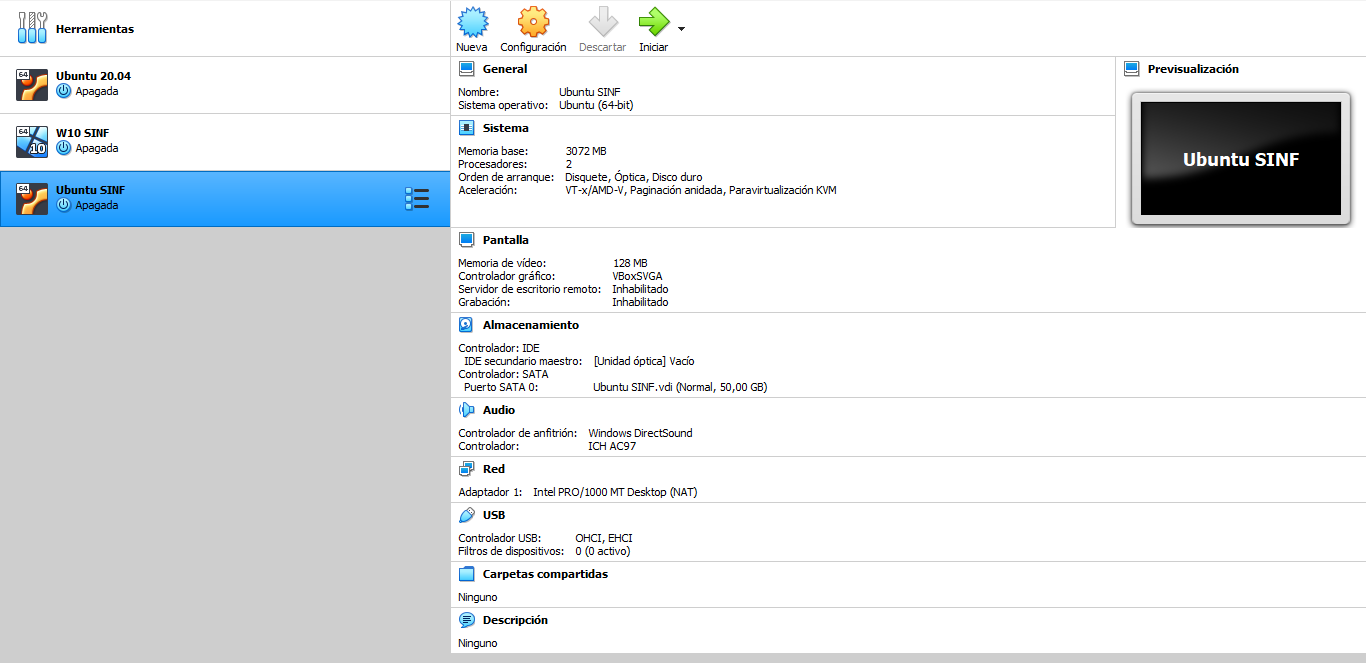 Herramientas
64
Ubuntu 20.04
Apagada
64
10
W10 SINF
Apagada
64
Ubuntu SINF
Apagada
Nueva
Configuración
Descartar
Iniciar
General
Nombre: Ubuntu SINF
Sistema operativo: Ubuntu (64-bit)
Sistema
Memoria base: 3072 MB
Procesadores: 2
Orden de arranque: Disquete, Óptica, Disco duro
Aceleración: VT-x/AMD-V, Paginación anidada, Paravirtualización KVM
Previsualización
Ubuntu SINF
Pantalla
Memoria de vídeo: 128 MB
Controlador gráfico: VBoxSVGA
Servidor de escritorio remoto: Inhabilitado
Grabación: Inhabilitado
Almacenamiento
Controlador: IDE
IDE secundario maestro: [Unidad óptica] Vacío
Controlador: SATA
Puerto SATA 0: Ubuntu SINF.vdi (Normal, 50,00 GB)
Audio
Controlador de anfitrión: Windows DirectSound
Controlador: ICH AC97
Red
Adaptador 1: Intel PRO/1000 MT Desktop (NAT)
USB
Controlador USB: OHCI, EHCI
Filtros de dispositivos: 0 (0 activo)
Carpetas compartidas
Ninguno
Descripción
Ninguno